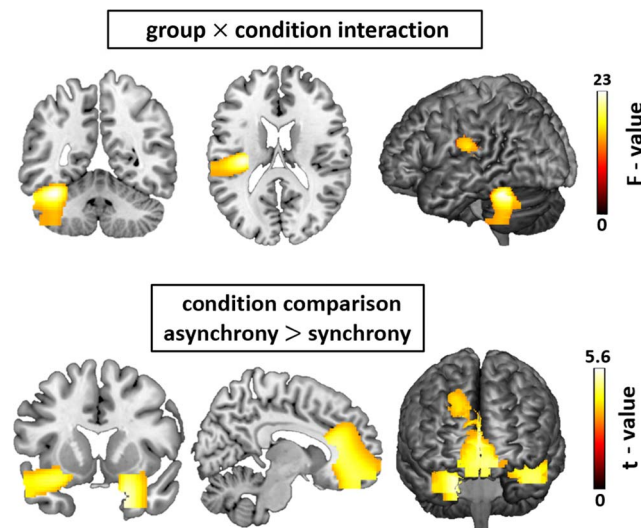 group × condition interaction
23
F - value
0
condition comparison
asynchrony > synchrony
5.6
t - value
0